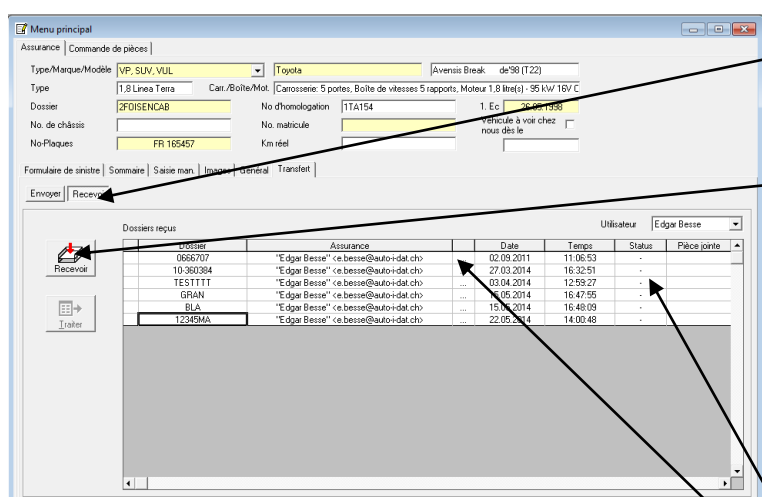 Menu principal
Assurance Commande de pièces
Type/Marque/Modèle VP, SUV, VUL Toyota Avensis Break de'98 (T22)
Type 1,8 Linea Terra Carr./Boîte/Mot. Carrosserie: 5 portes, Boîte de vitesses 5 rapports, Moteur 1,8 litre(s) - 95 kW 16V C
Dossier 2FOISENCAB No d'homologation 1TA154 1. Ec 26.05.1998
No. de châssis No. matricule Véhicule à voir chez nous dès le
No-Plaques FR 165457 Km réel
Formulaire de sinistre Sommaire Saisie man. Images Général Transfert
Envoyer Recevoir
Dossiers reçus Utilisateur Edgar Besse
Recevoir
Traiter
Dossier Assurance Date Temps Status Pièce jointe
0666707 "Edgar Besse" <e.besse@auto-i-dat.ch> 02.09.2011 11:06:53 -
10-360384 "Edgar Besse" <e.besse@auto-i-dat.ch> ... 27.03.2014 16:32:51 -
TESTTTT "Edgar Besse" <e.besse@auto-i-dat.ch> ... 03.04.2014 12:59:27 -
GRAN "Edgar Besse" <e.besse@auto-i-dat.ch> ... 15.05.2014 16:47:55 -
BLA "Edgar Besse" <e.besse@auto-i-dat.ch> ... 15.05.2014 16:48:09 -
12345MA "Edgar Besse" <e.besse@auto-i-dat.ch> ... 22.05.2014 14:00:48 -